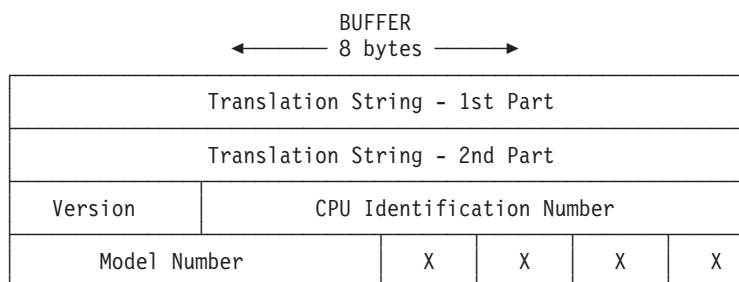 BUFFER
8 bytes
Translation String - 1st Part
Translation String - 2nd Part
Version CPU Identification Number
Model Number X X X X